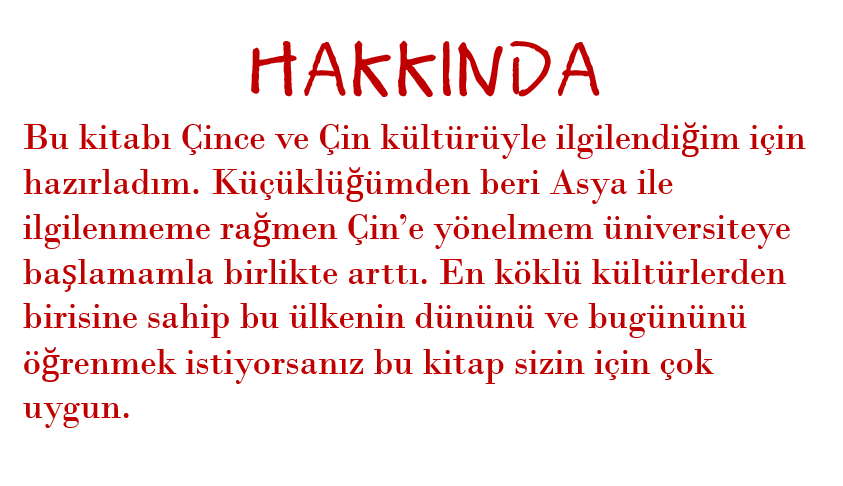 HAKKINDA
Bu kitabı Çince ve Çin kültürüyle ilgilendiğim için
hazırladım. Küçüklüğümden beri Asya ile
ilgilenmeme rağmen Çin’e yönelmem üniversiteye
başlamamla birlikte arttı. En köklü kültürlerden
birisine sahip bu ülkenin dününü ve bugününü
öğrenmek istiyorsanız bu kitap sizin için çok
uygun.